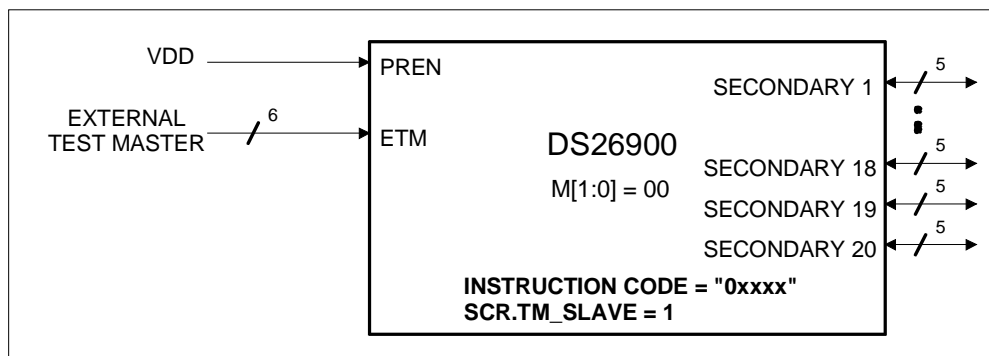 VDD
PREN
EXTERNAL
TEST MASTER
6
ETM
DS26900
M[1:0] = 00
SECONDARY 1
5
SECONDARY 18
5
SECONDARY 19
5
SECONDARY 20
5
INSTRUCTION CODE = "0xxxx"
SCR.TM_SLAVE = 1